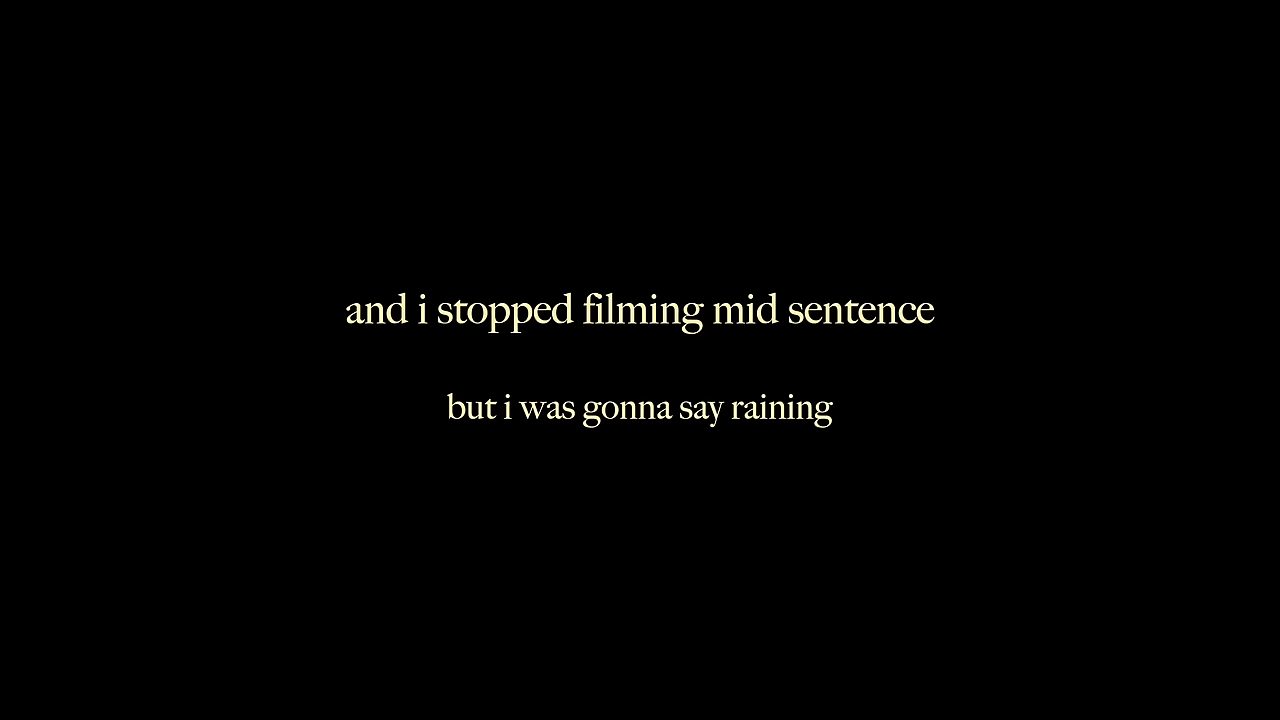 and i stopped filming mid sentence
but i was gonna say raining